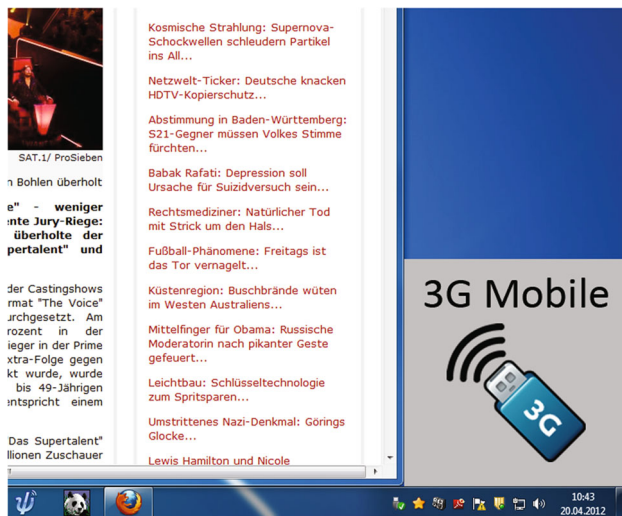 SAT.1/ ProSieben
n Bohlen überholt
e" - weniger
ente Jury-Riege:
überholte der
pertalent" und
der Castingshows
rmat "The Voice"
urchgesetzt. Am
rozent in der
ieger in der Prime
xtra-Folge gegen
kt wurde, wurde
bis 49-Jährigen
entspricht einem
Das Supertalent"
llionen Zuschauer
Kosmische Strahlung: Supernova-
Schockwellen schleudern Partikel
ins All...
Netzwelt-Ticker: Deutsche knacken
HDTV-Kopierschutz...
Abstimmung in Baden-Württemberg:
S21-Gegner müssen Volkes Stimme
fürchten...
Babak Rafati: Depression soll
Ursache für Suizidversuch sein...
Rechtsmediziner: Natürlicher Tod
mit Strick um den Hals...
Fußball-Phänomene: Freitags ist
das Tor vernagelt...
Küstenregion: Buschbrände wüten
im Westen Australiens...
Mittelfinger für Obama: Russische
Moderatorin nach pikanter Geste
gefeuert...
Leichtbau: Schlüsseltechnologie
zum Spritsparen...
Umstrittenes Nazi-Denkmal: Görings
Glocke...
Lewis Hamilton und Nicole
3G Mobile
3G
10:43
20.04.2012